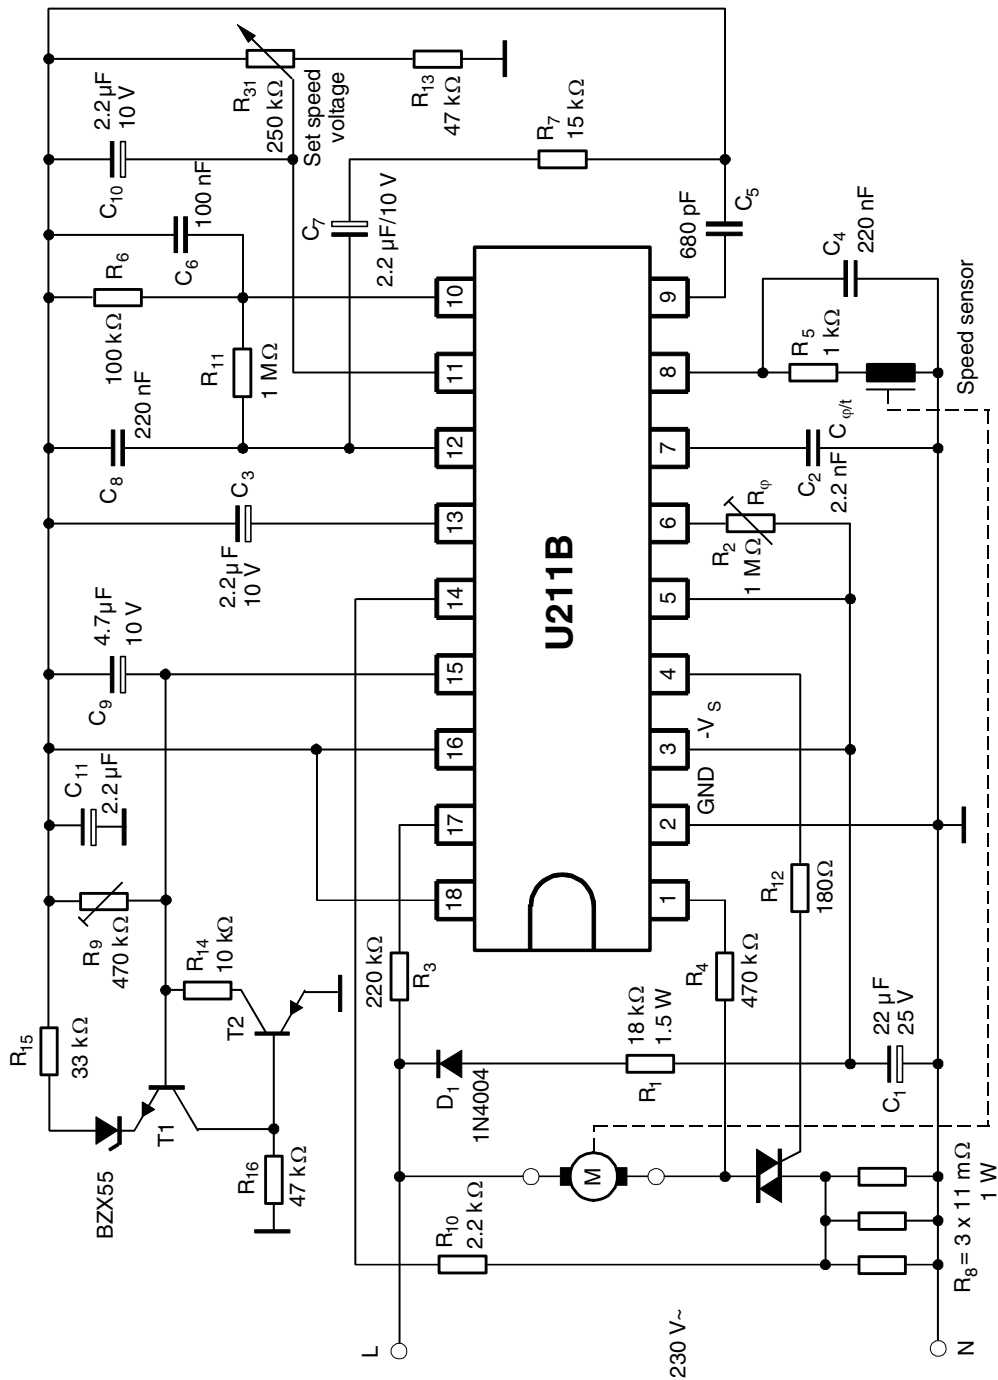 L
230 V~
N
R15
33 kΩ
BZX55
T1
R16
47 kΩ
R10
2.2 kΩ
R9
470 kΩ
R14
10 kΩ
T2
D1
1N4004
M
R8 = 3 x 11 mΩ
1 W
220 kΩ
R3
18 kΩ
1.5 W
R1
R4
470 kΩ
22 µF
25 V
C1
R12
180Ω
C11
2.2 µF
C9
4.7µF
10 V
2.2µF
10 V
C3
C8
220 nF
100 kΩ
R6
R11
1 MΩ
C6
100 nF
C10
2.2 µF
10 V
R31
250 kΩ
Set speed
voltage
R13
47 kΩ
C7
2.2 µF/10 V
R7
15 kΩ
18
17
16
15
14
13
12
11
10
U211B
1
2
3
4
5
6
7
8
9
GND
-VS
R2
1 MΩ
Rφ
C2
2.2 nF
Cφ/t
R5
1 kΩ
680 pF
C5
C4
220 nF
Speed sensor